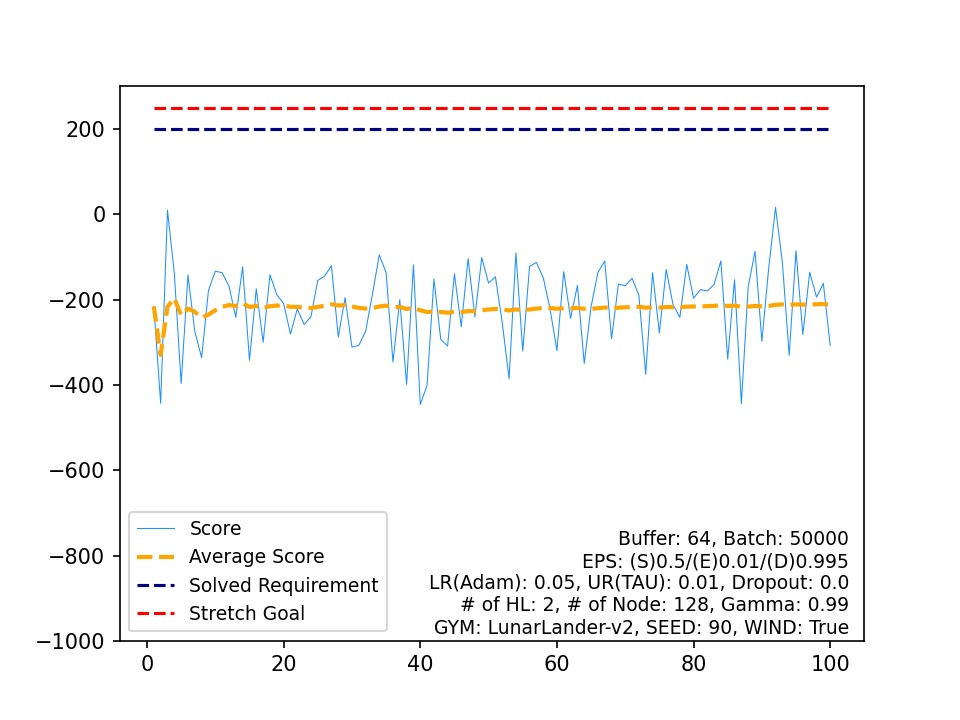 200
0
−200
−400
−600
−800
−1000
Score
Average Score
Solved Requirement
Stretch Goal
Buffer: 64, Batch: 50000
EPS: (S)0.5/(E)0.01/(D)0.995
LR(Adam): 0.05, UR(TAU): 0.01, Dropout: 0.0
# of HL: 2, # of Node: 128, Gamma: 0.99
GYM: LunarLander-v2, SEED: 90, WIND: True
0 20 40 60 80 100